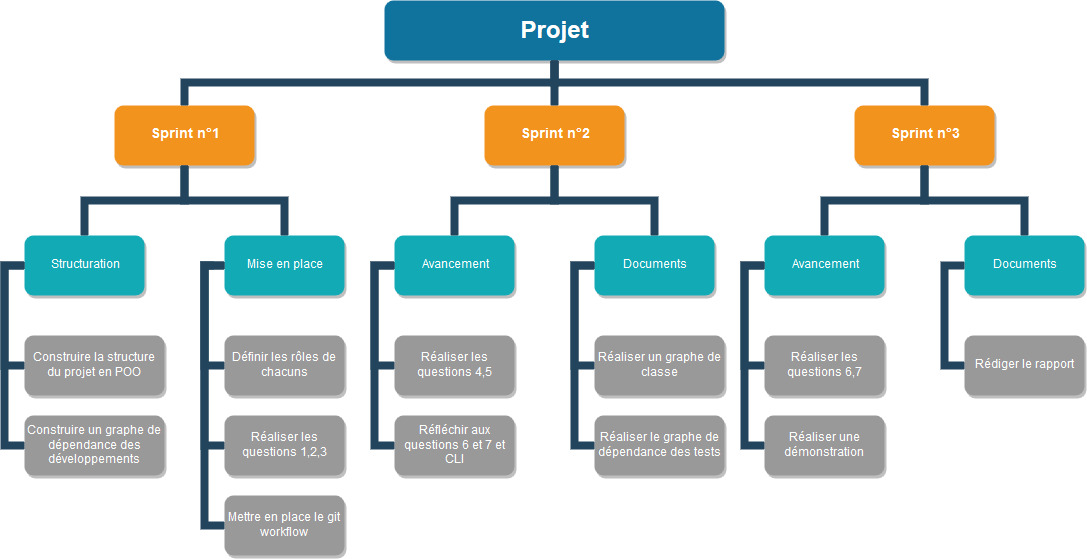 Projet
Sprint n°1
Sprint n°2
Sprint n°3
Structuration
Mise en place
Avancement
Documents
Avancement
Documents
Construire la structure
du projet en POO
Définir les rôles de
chacuns
Réaliser les
questions 4,5
Réaliser un graphe de
classe
Réaliser les
questions 6,7
Rédiger le rapport
Construire un graphe de
dépendance des
développements
Réaliser les
questions 1,2,3
Réfléchir aux
questions 6 et 7 et
CLI
Réaliser le graphe de
dépendance des tests
Réaliser une
démonstration
Mettre en place le git
workflow